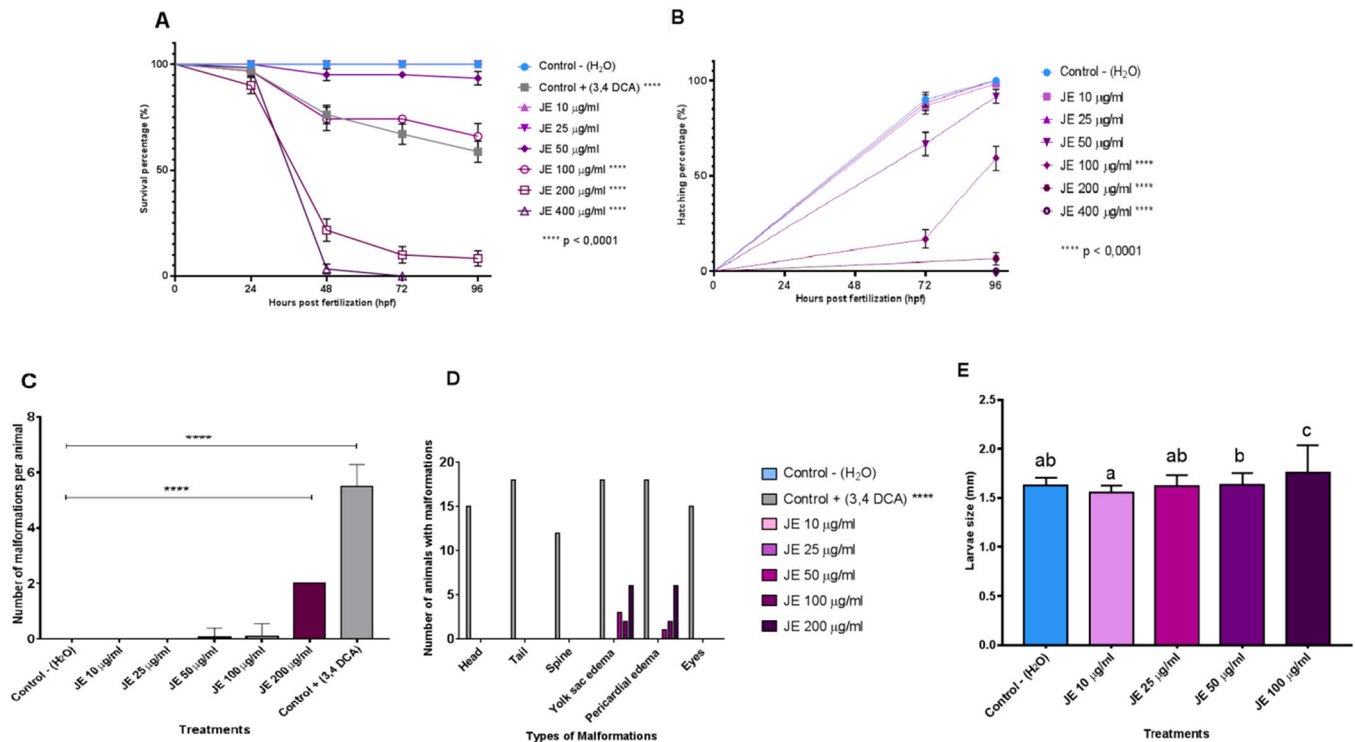 A
Survival percentage (%)
100
50
0
0 24 48 72 96
Hours post fertilization (hpf)
Control - (H₂O)
Control + (3,4 DCA) ****
JE 10 µg/ml
JE 25 µg/ml
JE 50 µg/ml
JE 100 µg/ml ****
JE 200 µg/ml ****
JE 400 µg/ml ****
**** p < 0,0001
B
Hatching percentage (%)
100
50
0
0 24 48 72 96
Hours post fertilization (hpf)
Control - (H₂O)
JE 10 µg/ml
JE 25 µg/ml
JE 50 µg/ml
JE 100 µg/ml ****
JE 200 µg/ml ****
JE 400 µg/ml ****
**** p < 0,0001
C
Number of malformations per animal
8
6
4
2
0
****
****
Control - (H₂O)
JE 10 µg/ml
JE 25 µg/ml
JE 50 µg/ml
JE 100 µg/ml
JE 200 µg/ml
Control + (3,4 DCA)
Treatments
D
Number of animals with malformations
20
15
10
5
0
Head
Tail
Spine
Yolk sac edema
Pericardial edema
Eyes
Types of Malformations
Control - (H₂O)
Control + (3,4 DCA) ****
JE 10 µg/ml
JE 25 µg/ml
JE 50 µg/ml
JE 100 µg/ml
JE 200 µg/ml
E
Larvae size (mm)
2.5
2.0
1.5
1.0
0.5
0.0
ab
a
ab
b
c
Control - (H₂O)
JE 10 µg/ml
JE 25 µg/ml
JE 50 µg/ml
JE 100 µg/ml
Treatments